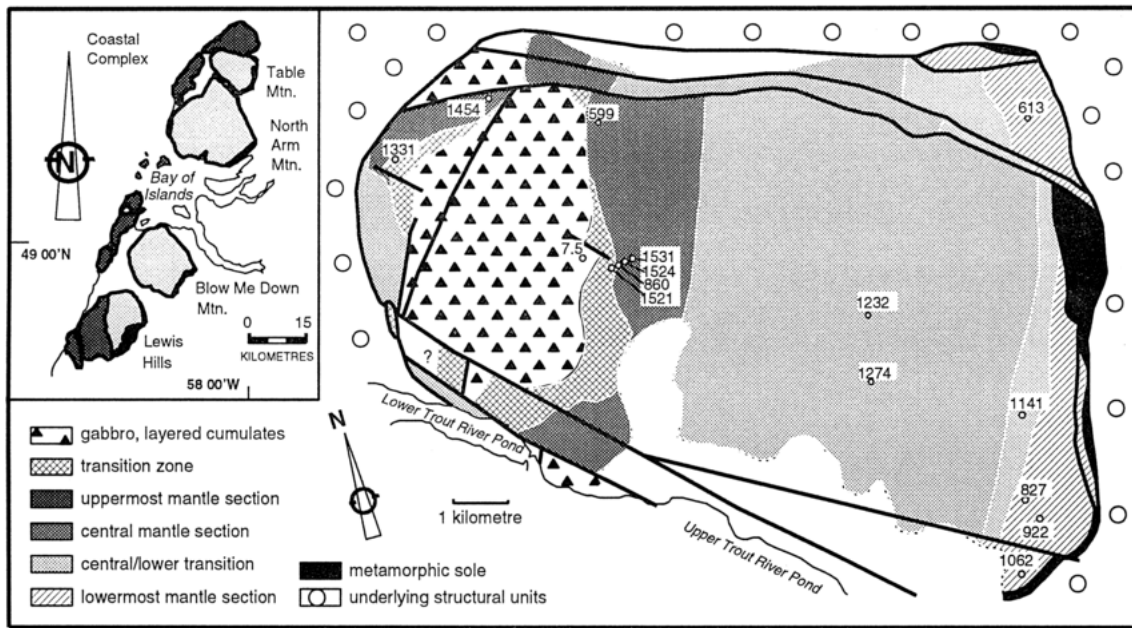 Coastal
Complex
Table
Mtn.
North
Arm
Mtn.
N
Bay of
Islands
49 00'N
Blow Me Down
Mtn.
0 15
KILOMETRES
Lewis
Hills
58 00'W
gabbro, layered cumulates
transition zone
uppermost mantle section
central mantle section
central/lower transition
lowermost mantle section
metamorphic sole
underlying structural units
N
1 kilometre
Lower Trout River Pond
Upper Trout River Pond
?
1454
599
613
1331
7.5
1531
1524
860
1521
1232
1274
1141
827
922
1062